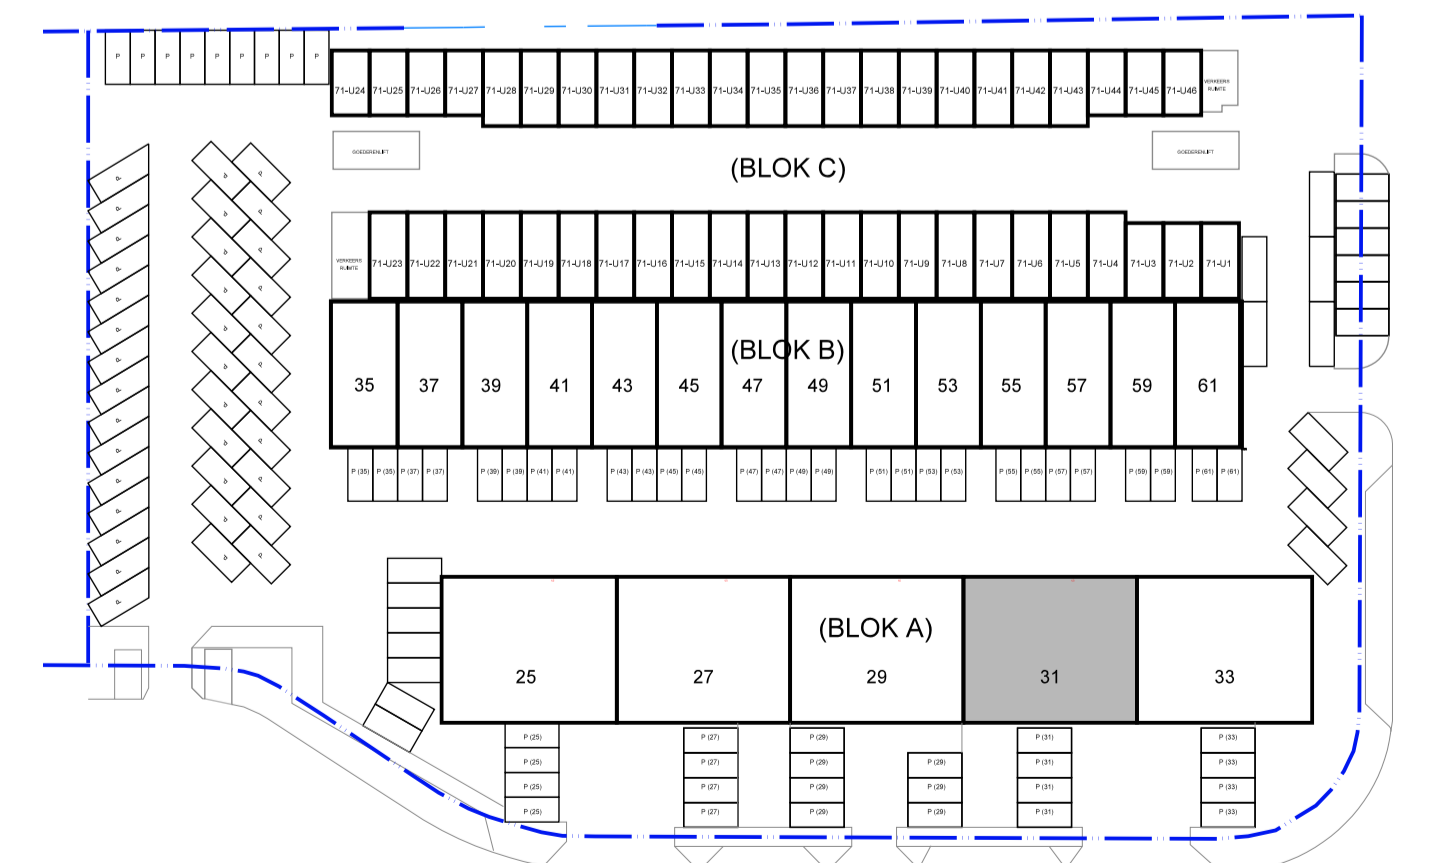 P P P P P P P P P
71-U24 71-U25 71-U26 71-U27 71-U28 71-U29 71-U30 71-U31 71-U32 71-U33 71-U34 71-U35 71-U36 71-U37 71-U38 71-U39 71-U40 71-U41 71-U42 71-U43 71-U44 71-U45 71-U46
VERKEERS
RUIMTE
GOEDERENLIFT
GOEDERENLIFT
(BLOK C)
VERKEERS
RUIMTE
71-U23 71-U22 71-U21 71-U20 71-U19 71-U18 71-U17 71-U16 71-U15 71-U14 71-U13 71-U12 71-U11 71-U10 71-U9 71-U8 71-U7 71-U6 71-U5 71-U4 71-U3 71-U2 71-U1
(BLOK B)
35 37 39 41 43 45 47 49 51 53 55 57 59 61
P (35) P (35) P (37) P (37) P (39) P (39) P (41) P (41) P (43) P (43) P (45) P (45) P (47) P (47) P (49) P (49) P (51) P (51) P (53) P (53) P (55) P (55) P (57) P (57) P (59) P (59) P (61) P (61)
P P P P P P P P P P P P P P P
P P P P P P P P P
P P P P P P P P P
(BLOK A)
25 27 29 31 33
P (25) P (27) P (29) P (31) P (33)
P (25) P (27) P (29) P (29) P (31) P (33)
P (25) P (27) P (29) P (29) P (31) P (33)
P (25) P (27) P (29) P (29) P (31) P (33)